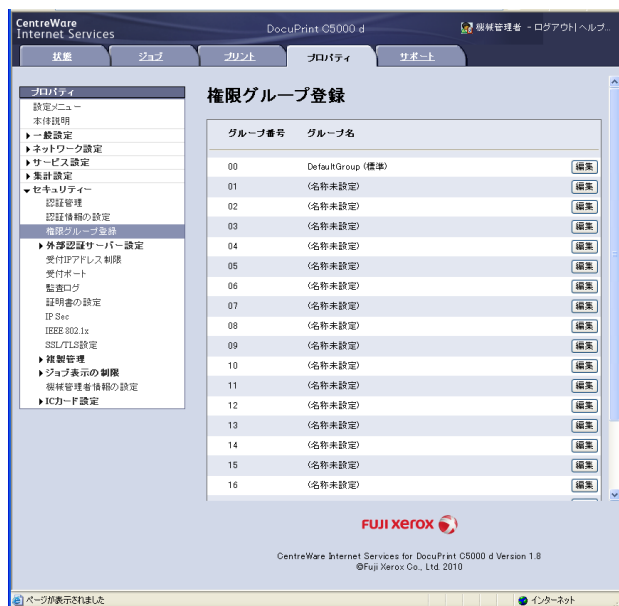 CentreWare
Internet Services
DocuPrint C5000 d
機械管理者 - ログアウト| ヘルプ...
状態
ジョブ
プリント
プロパティ
サポート
プロパティ
設定メニュー
本体説明
一般設定
ネットワーク設定
サービス設定
集計設定
セキュリティー
認証管理
認証情報の設定
権限グループ登録
外部認証サーバー設定
受付IPアドレス制限
受付ポート
監査ログ
証明書の設定
IP Sec
IEEE 802.1x
SSL/TLS設定
複製管理
ジョブ表示の制限
機械管理者情報の設定
ICカード設定
権限グループ登録
グループ番号 グループ名
00 DefaultGroup (標準) 編集
01 (名称未設定) 編集
02 (名称未設定) 編集
03 (名称未設定) 編集
04 (名称未設定) 編集
05 (名称未設定) 編集
06 (名称未設定) 編集
07 (名称未設定) 編集
08 (名称未設定) 編集
09 (名称未設定) 編集
10 (名称未設定) 編集
11 (名称未設定) 編集
12 (名称未設定) 編集
13 (名称未設定) 編集
14 (名称未設定) 編集
15 (名称未設定) 編集
16 (名称未設定) 編集
FUJI XEROX
CentreWare Internet Services for DocuPrint C5000 d Version 1.8
©Fuji Xerox Co., Ltd. 2010
ページが表示されました
インターネット